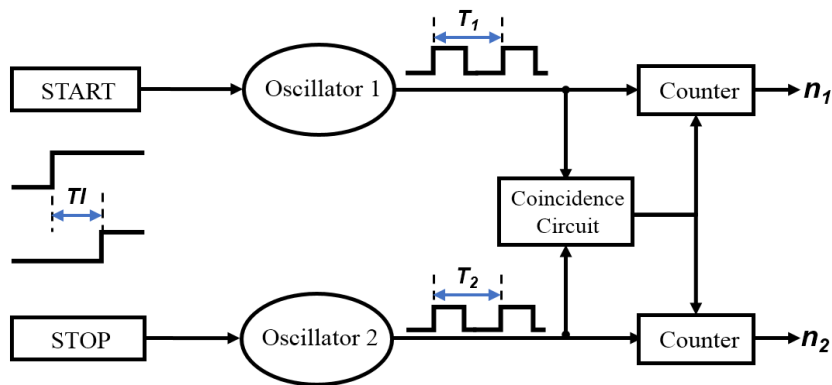 T1
START
Oscillator 1
Counter
n1
TI
Coincidence
Circuit
T2
STOP
Oscillator 2
Counter
n2